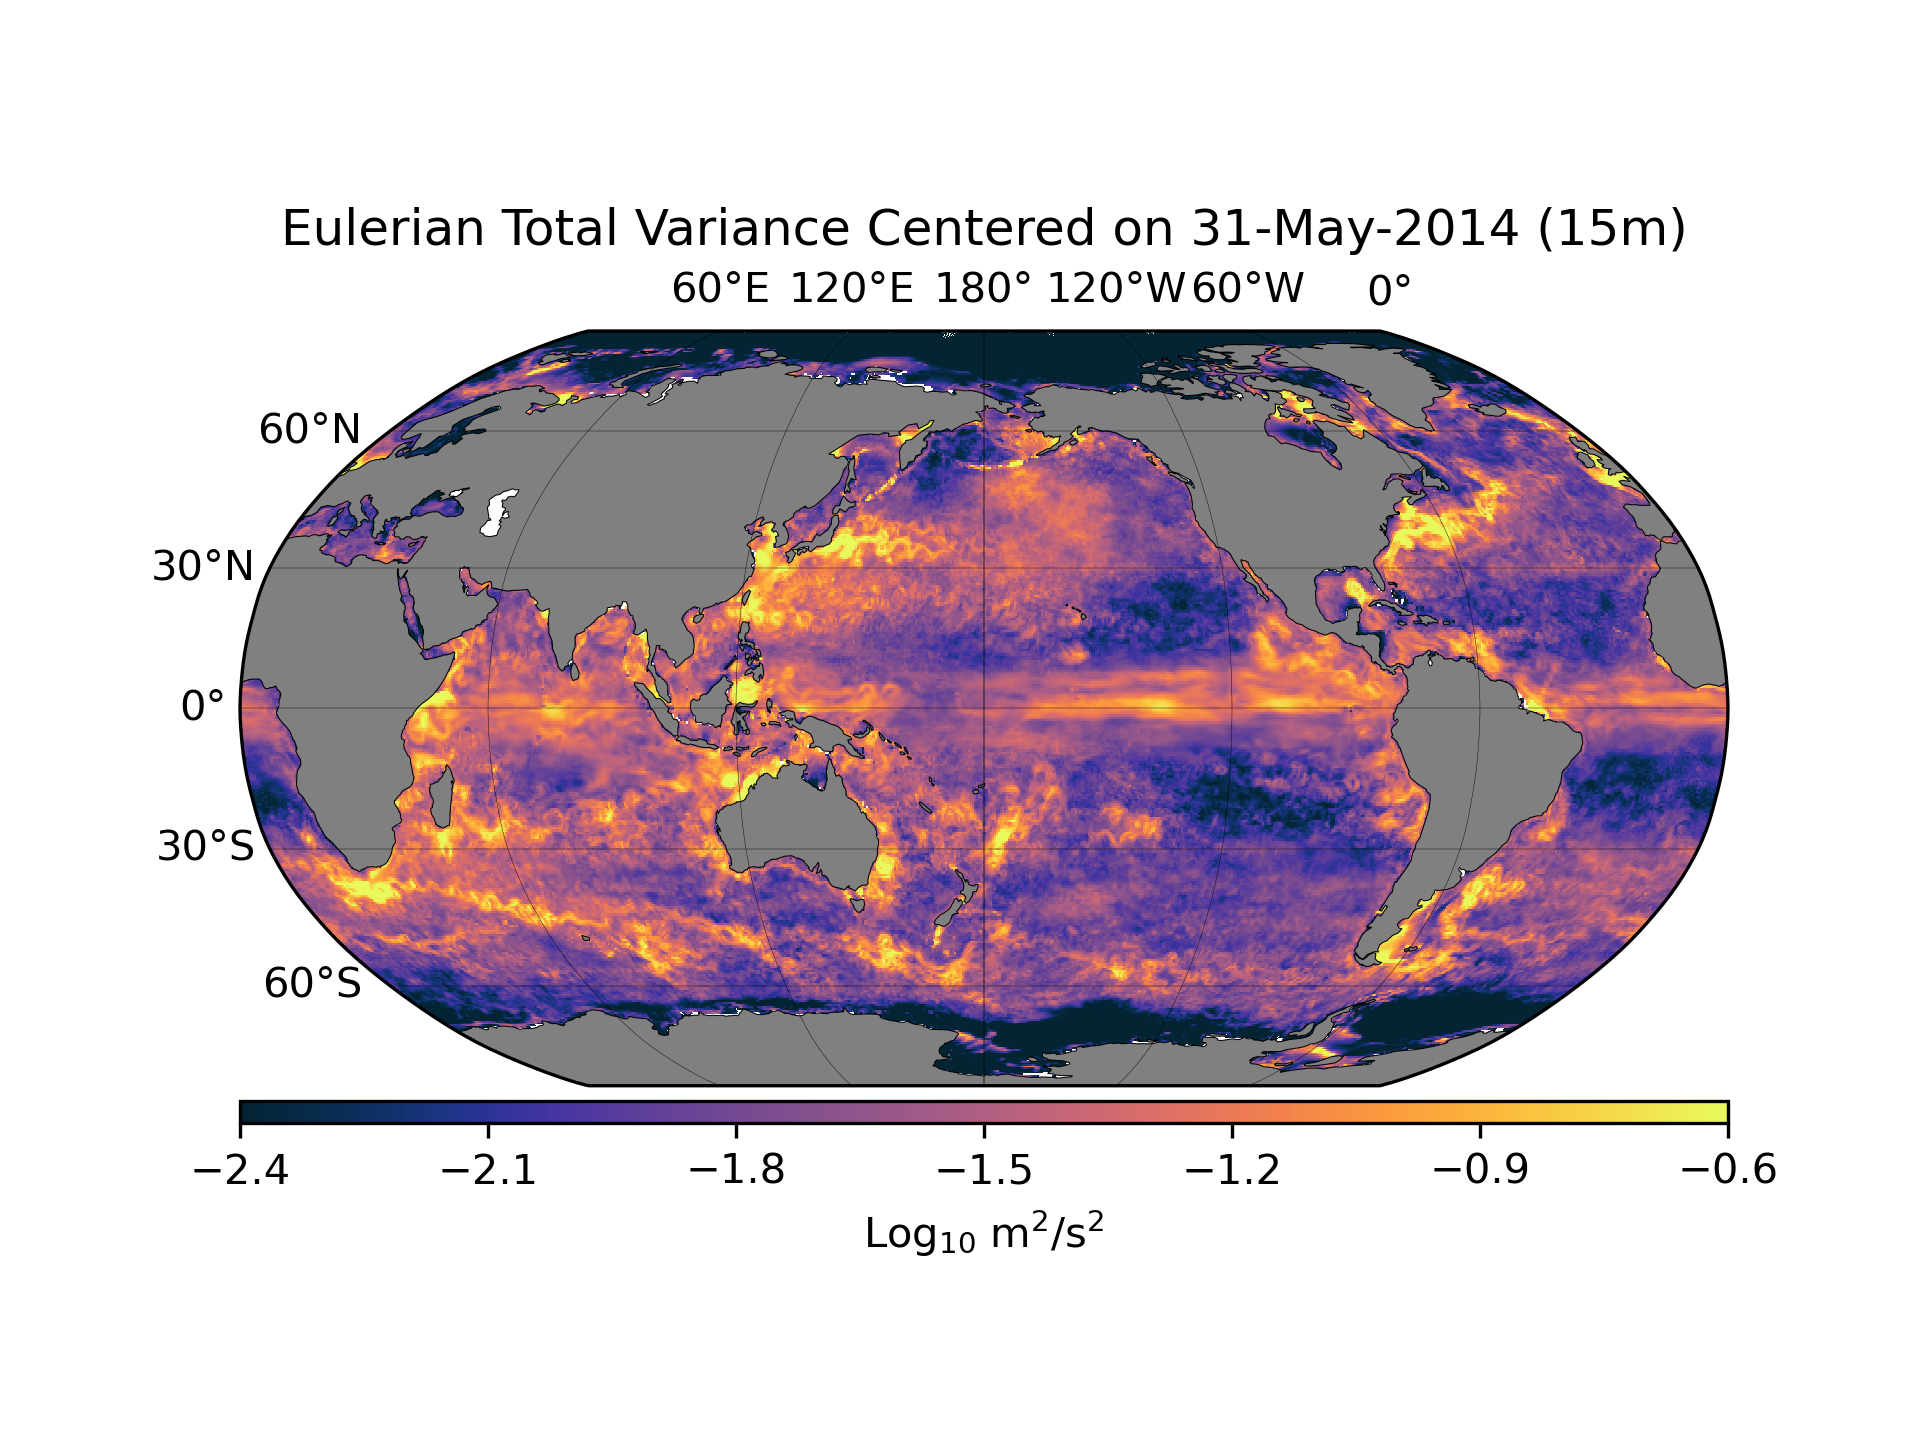 Eulerian Total Variance Centered on 31-May-2014 (15m)
60°E 120°E 180° 120°W 60°W 0°
60°N
30°N
0°
30°S
60°S
−2.4 −2.1 −1.8 −1.5 −1.2 −0.9 −0.6
Log₁₀ m²/s²